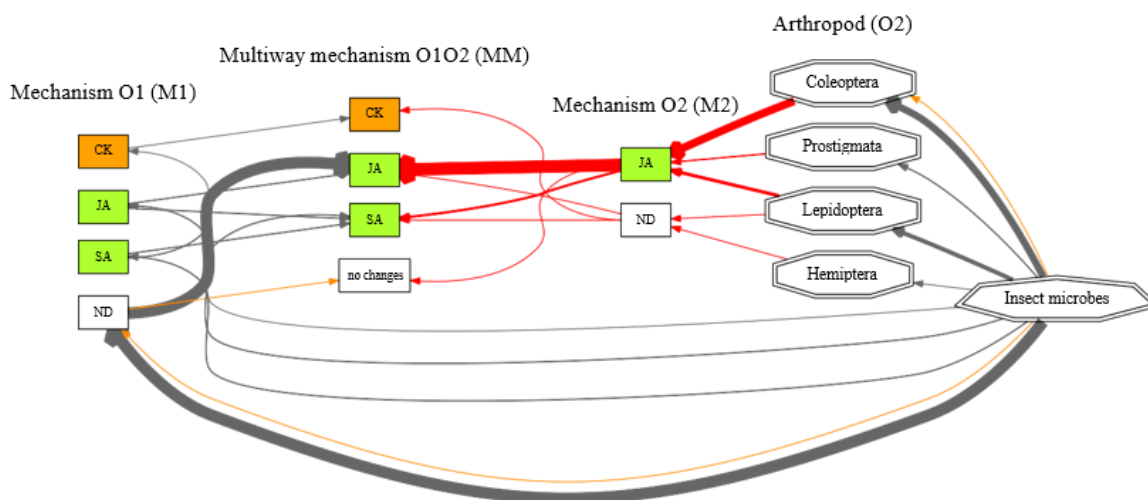 Arthropod (O2)
Multiway mechanism O1O2 (MM)
Mechanism O1 (M1)
Mechanism O2 (M2)
Coleoptera
CK
CK
Prostigmata
JA
JA
JA
Lepidoptera
SA
SA
ND
Hemiptera
no changes
ND
Insect microbes